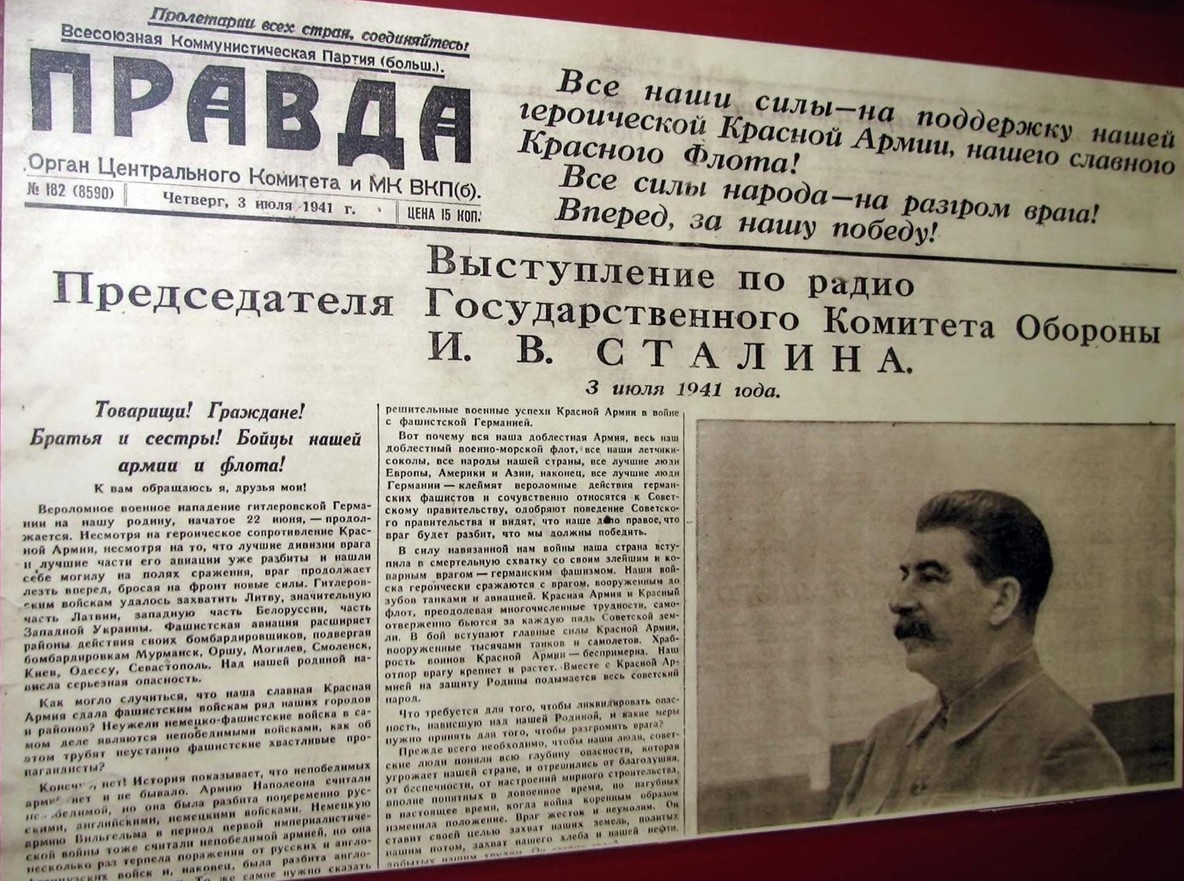 Пролетарии всех стран, соединяйтесь!
Всесоюзная Коммунистическая Партия (больш.).
ПРАВДА
Орган Центрального Комитета и МК ВКП(б).
№ 182 (8590)
Четверг, 3 июля 1941 г.
ЦЕНА 15 КОП.
Все наши силы—на поддержку нашей
героической Красной Армии, нашего славного
Красного Флота!
Все силы народа—на разгром врага!
Вперед, за нашу победу!
Выступление по радио
Председателя Государственного Комитета Обороны
И. В. СТАЛИНА.
3 июля 1941 года.
Товарищи! Граждане!
Братья и сестры! Бойцы нашей
армии и флота!
К вам обращаюсь я, друзья мои!
Вероломное военное нападение гитлеровской Герма-
нии на нашу родину, начатое 22 июня, — продол-
жается. Несмотря на героическое сопротивление Крас-
ной Армии, несмотря на то, что лучшие дивизии врага
и лучшие части его авиации уже разбиты и нашли
себе могилу на полях сражения, враг продолжает
лезть вперед, бросая на фронт новые силы. Гитлеров-
ским войскам удалось захватить Литву, значительную
часть Латвии, западную часть Белоруссии, часть
Западной Украины. Фашистская авиация расширяет
районы действия своих бомбардировщиков, подвергая
бомбардировкам Мурманск, Оршу, Могилев, Смоленск,
Киев, Одессу, Севастополь. Над нашей родиной на-
висла серьезная опасность.
Как могло случиться, что наша славная Красная
Армия сдала фашистским войскам ряд наших городов
и районов? Неужели немецко-фашистские войска в са-
мом деле являются непобедимыми войсками, как об
этом трубят неустанно фашистские хвастливые про-
пагандисты?
нет! История показывает, что непобедимых
нет и не бывало. Армию Наполеона считали
но она была разбита попеременно рус-
скими, английскими, немецкими войсками. Немецкую
армию Вильгельма в период первой империалистиче-
ской войны тоже считали непобедимой армией, но она
несколько раз терпела поражения от русских и англо-
войск и, наконец, была разбита англо-
То же самое нужно сказать
решительные военные успехи Красной Армии в войне
с фашистской Германией.
Вот почему вся наша доблестная Армия, весь наш
доблестный военно-морской флот, все наши летчики-
соколы, все народы нашей страны, все лучшие люди
Европы, Америки и Азии, наконец, все лучшие люди
Германии — клеймят вероломные действия герман-
ских фашистов и сочувственно относятся к Совет-
скому правительству, одобряют поведение Советско-
го правительства и видят, что наше дело правое, что
враг будет разбит, что мы должны победить.
В силу навязанной нам войны наша страна всту-
пила в смертельную схватку со своим злейшим и ко-
варным врагом — германским фашизмом. Наши вой-
ска героически сражаются с врагом, вооруженным до
зубов танками и авиацией. Красная Армия и Красный
флот, преодолевая многочисленные трудности, само-
отверженно бьются за каждую пядь Советской зем-
ли. В бой вступают главные силы Красной Армии,
вооруженные тысячами танков и самолетов. Храб-
рость воинов Красной Армии — беспримерна. Наш
отпор врагу крепнет и растет. Вместе с Красной Ар-
мией на защиту Родины подымается весь советский
народ.
Что требуется для того, чтобы ликвидировать опас-
ность, нависшую над нашей Родиной, и какие меры
нужно принять для того, чтобы разгромить врага?
Прежде всего необходимо, чтобы наши люди, совет-
ские люди поняли всю глубину опасности, которая
угрожает нашей стране, и отрешились от благодушия,
от беспечности, от настроений мирного строительства,
вполне понятных в довоенное время, но пагубных
в настоящее время, когда война коренным образом
изменила положение. Враг жесток и неумолим. Он
ставит своей целью захват наших земель, политых
нашим потом, захват нашего хлеба и нашей нефти,
добытых нашим трудом. Он ставит